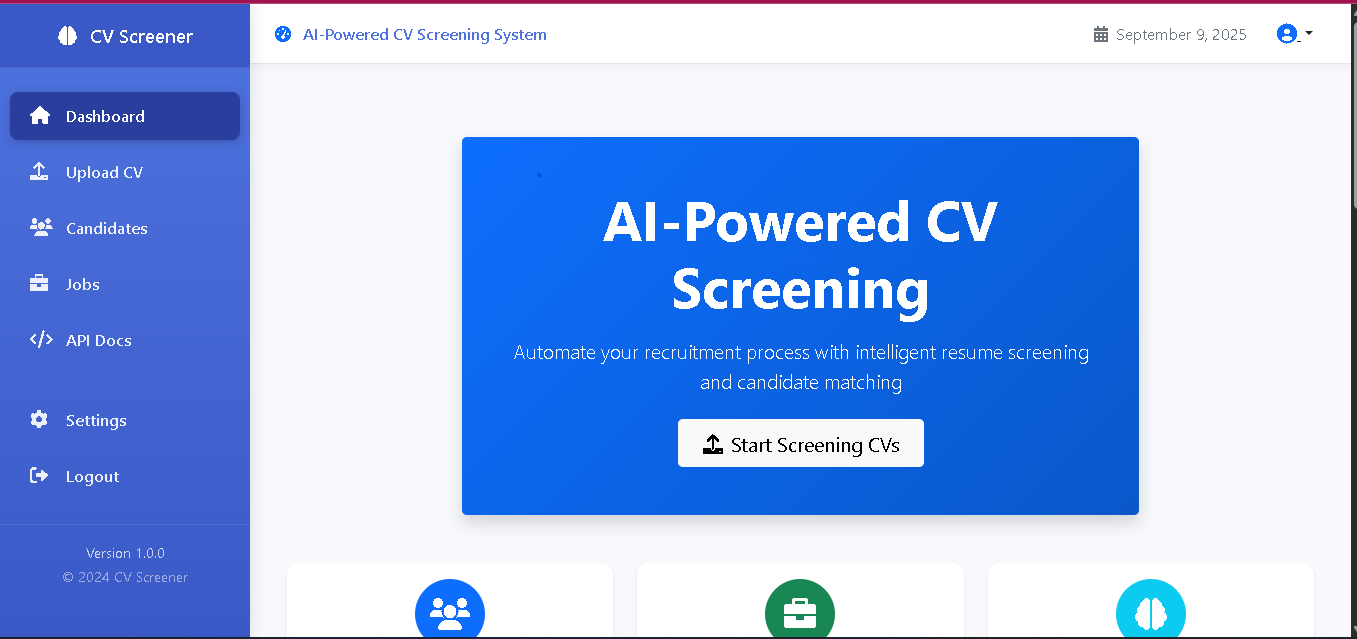 CV Screener
AI-Powered CV Screening System
September 9, 2025
Dashboard
Upload CV
Candidates
Jobs
API Docs
Settings
Logout
Version 1.0.0
© 2024 CV Screener
AI-Powered CV
Screening
Automate your recruitment process with intelligent resume screening
and candidate matching
Start Screening CVs